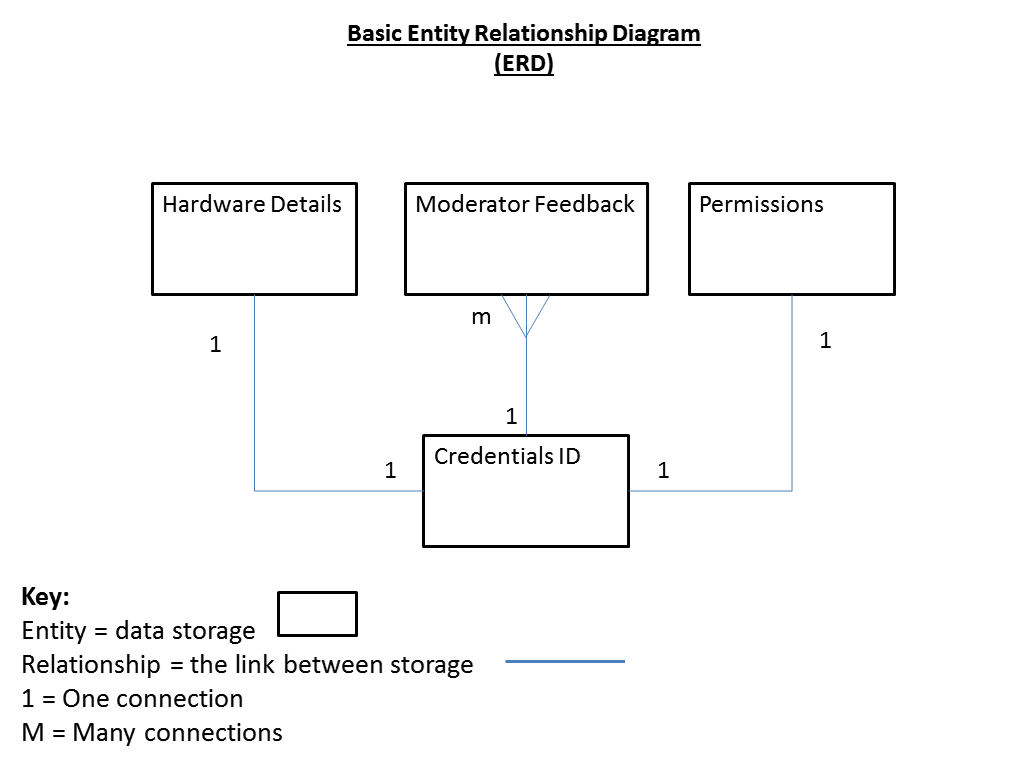 Basic Entity Relationship Diagram
(ERD)
Hardware Details
Moderator Feedback
Permissions
m
1
1
1
Credentials ID
1
1
Key:
Entity = data storage
Relationship = the link between storage
1 = One connection
M = Many connections